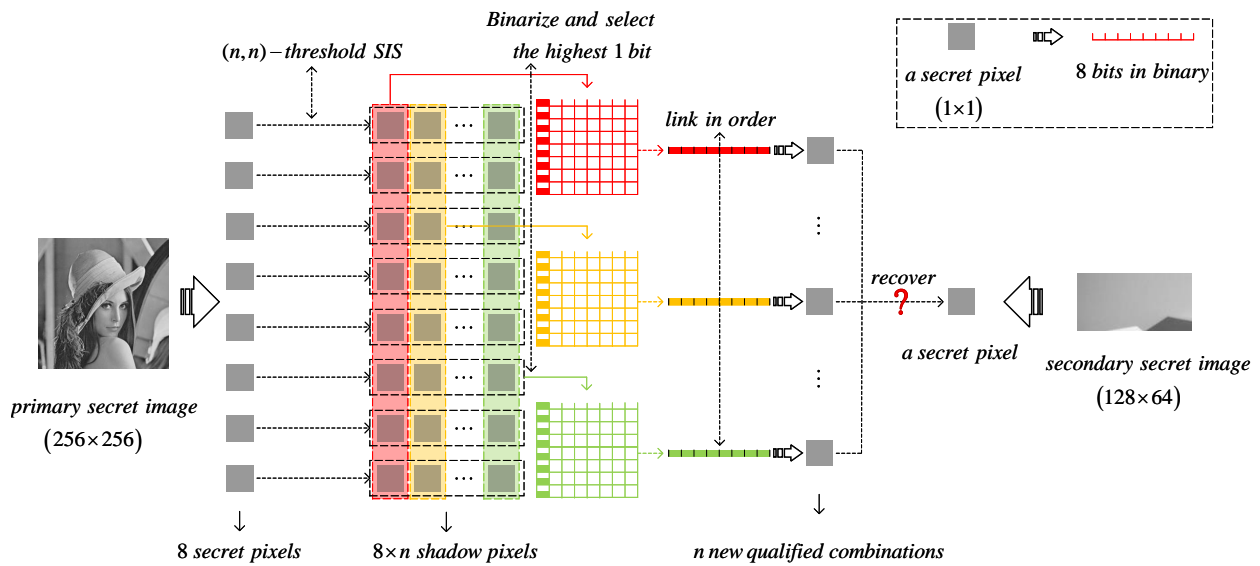 Binarize and select
the highest 1 bit
(n,n)−threshold SIS
a secret pixel
(1×1)
8 bits in binary
link in order
recover
?
a secret pixel
primary secret image
(256×256)
secondary secret image
(128×64)
8 secret pixels
8×n shadow pixels
n new qualified combinations